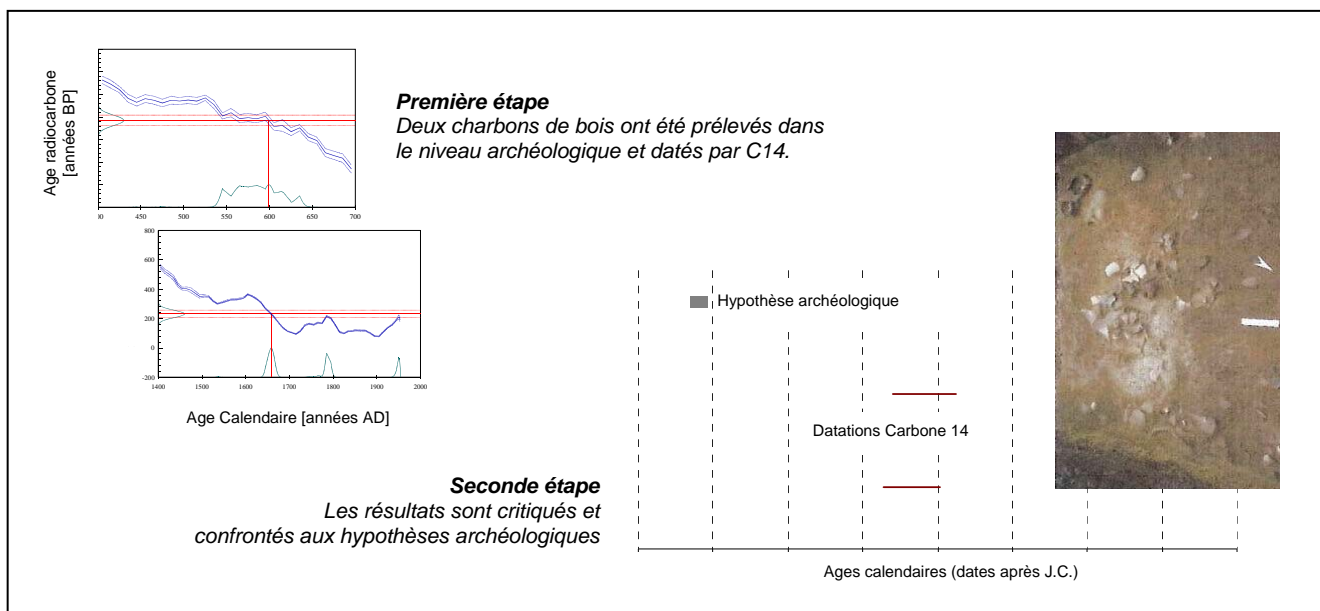 Age radiocarbone
[années BP]
00 450 500 550 600 650 700
Première étape
Deux charbons de bois ont été prélevés dans
le niveau archéologique et datés par C14.
800
600
400
200
0
-200
1400 1500 1600 1700 1800 1900 2000
Age Calendaire [années AD]
Hypothèse archéologique
Datations Carbone 14
Seconde étape
Les résultats sont critiqués et
confrontés aux hypothèses archéologiques
Ages calendaires (dates après J.C.)